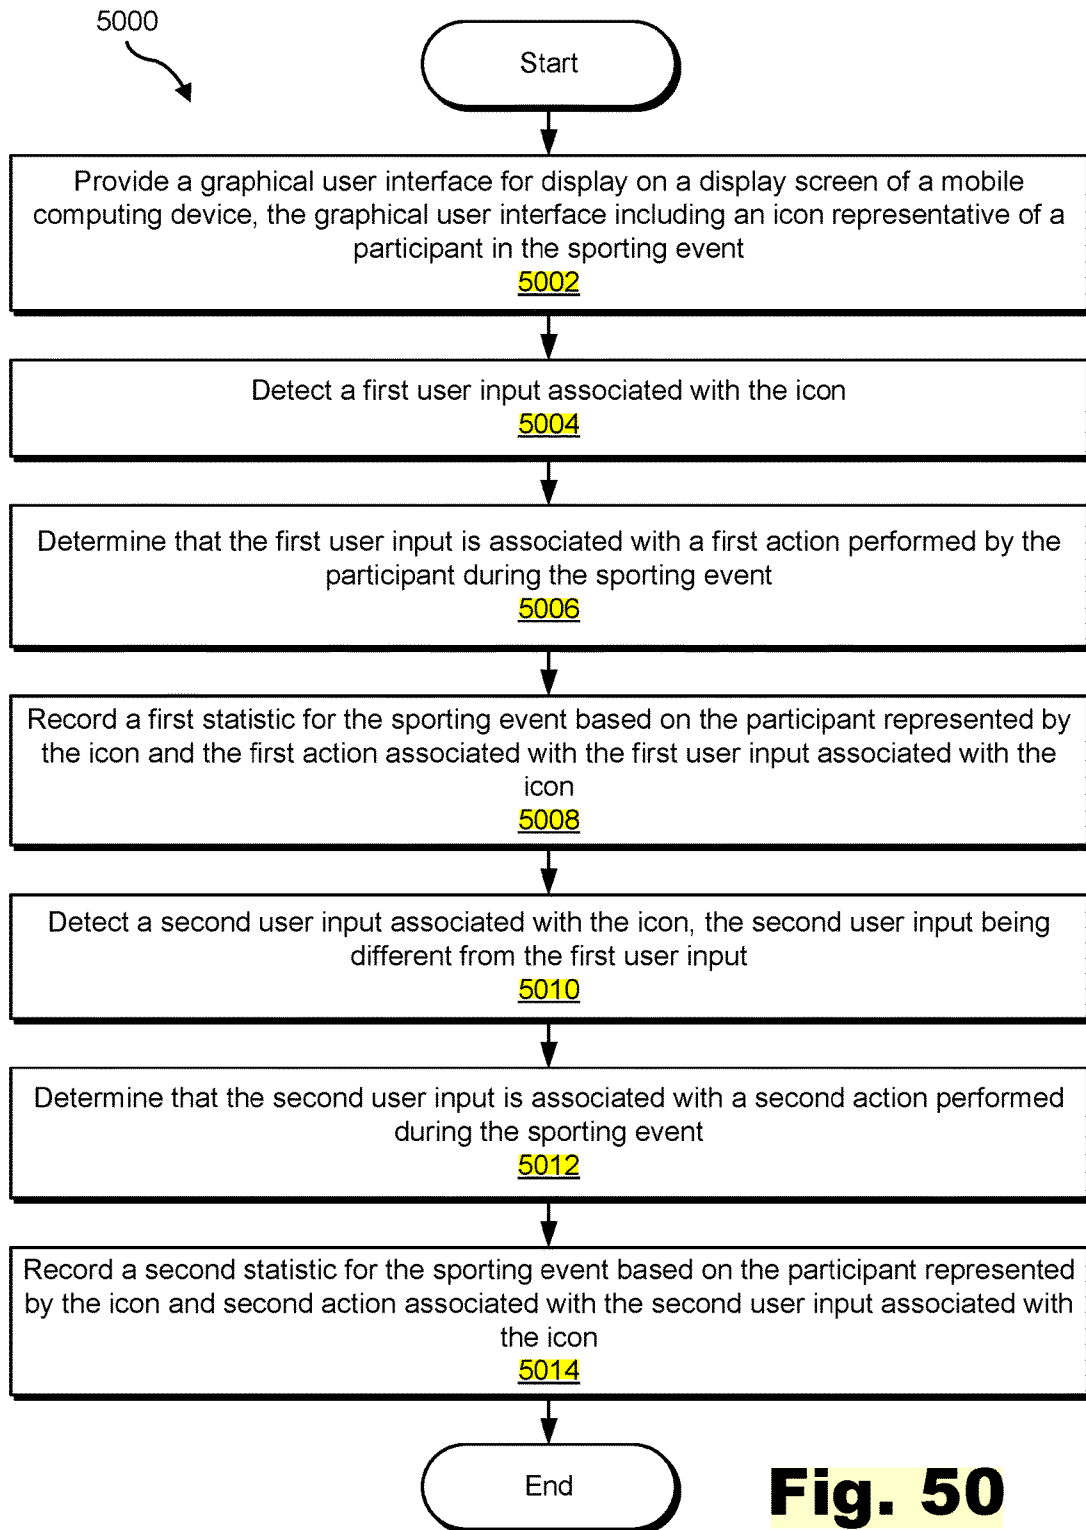 5000
Start
Provide a graphical user interface for display on a display screen of a mobile
computing device, the graphical user interface including an icon representative of a
participant in the sporting event
5002
Detect a first user input associated with the icon
5004
Determine that the first user input is associated with a first action performed by the
participant during the sporting event
5006
Record a first statistic for the sporting event based on the participant represented by
the icon and the first action associated with the first user input associated with the
icon
5008
Detect a second user input associated with the icon, the second user input being
different from the first user input
5010
Determine that the second user input is associated with a second action performed
during the sporting event
5012
Record a second statistic for the sporting event based on the participant represented
by the icon and second action associated with the second user input associated with
the icon
5014
End
Fig. 50